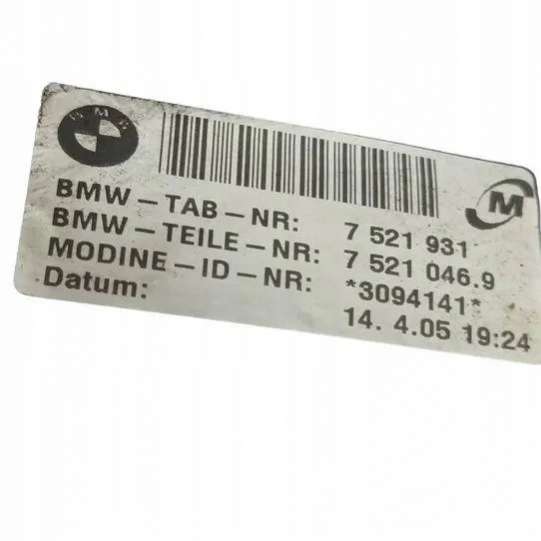 BMW
BMW-TAB-NR: 7 521 931
BMW-TEILE-NR: 7 521 046.9
MODINE-ID-NR: *3094141*
Datum: 14. 4.05 19:24
M